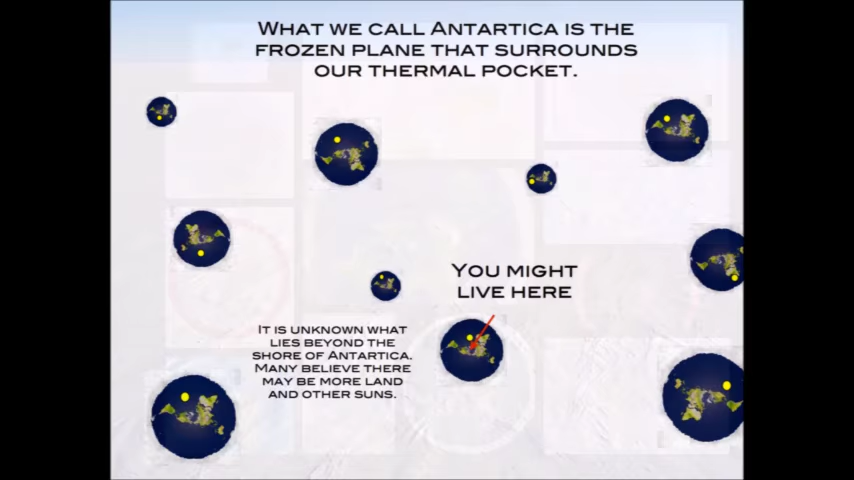 What we call Antartica is the
frozen plane that surrounds
our thermal pocket.
You might
live here
It is unknown what
lies beyond the
shore of Antartica.
Many believe there
may be more land
and other suns.